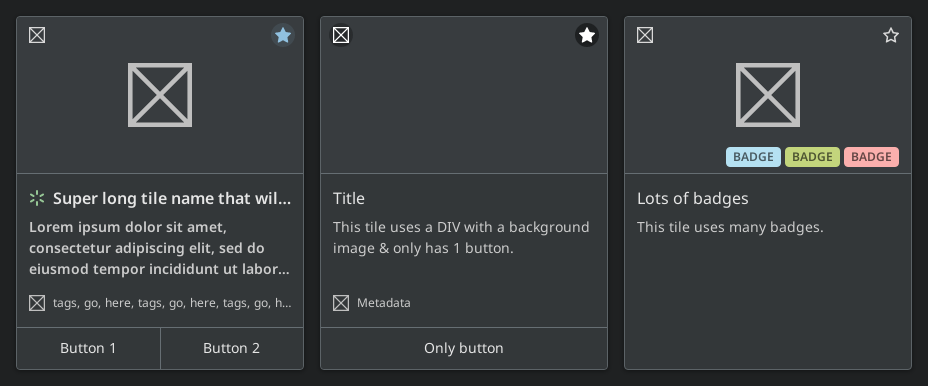 Super long tile name that wil...
Lorem ipsum dolor sit amet,
consectetur adipiscing elit, sed do
eiusmod tempor incididunt ut labor...
tags, go, here, tags, go, here, tags, go, h...
Button 1
Button 2
Title
This tile uses a DIV with a background
image & only has 1 button.
Metadata
Only button
BADGE
BADGE
BADGE
Lots of badges
This tile uses many badges.